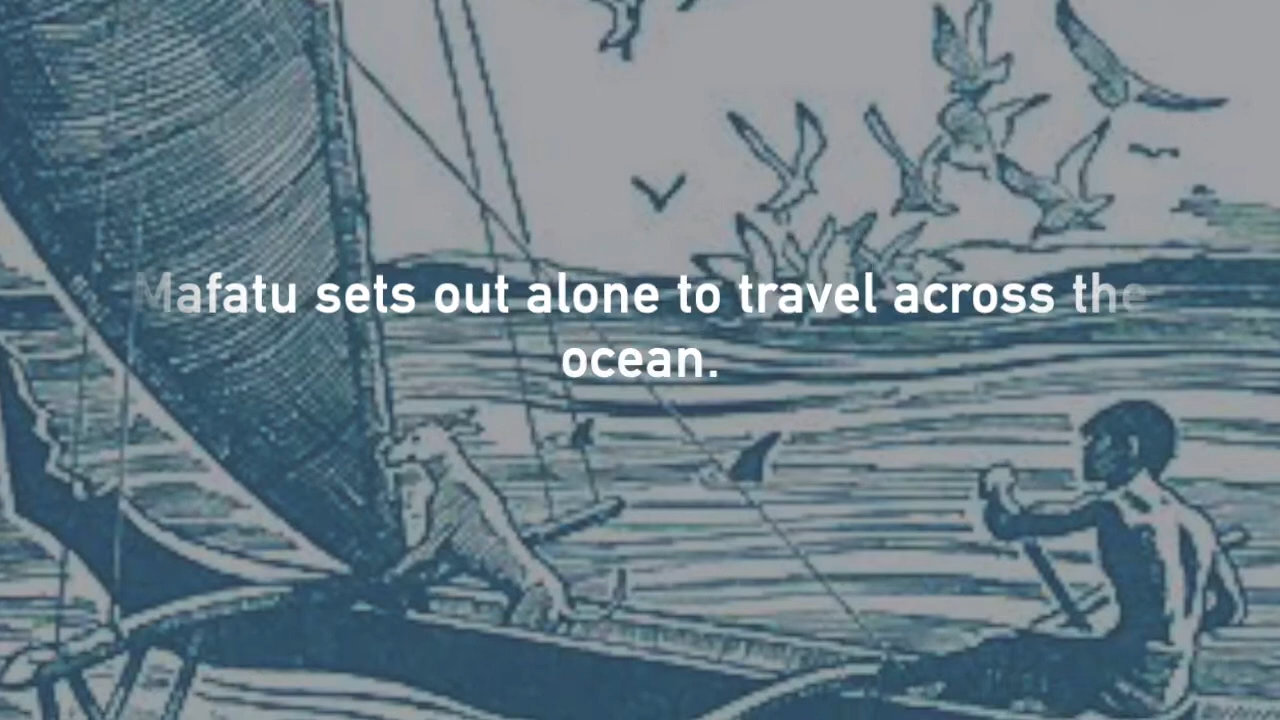 Mafatu sets out alone to travel across the
ocean.